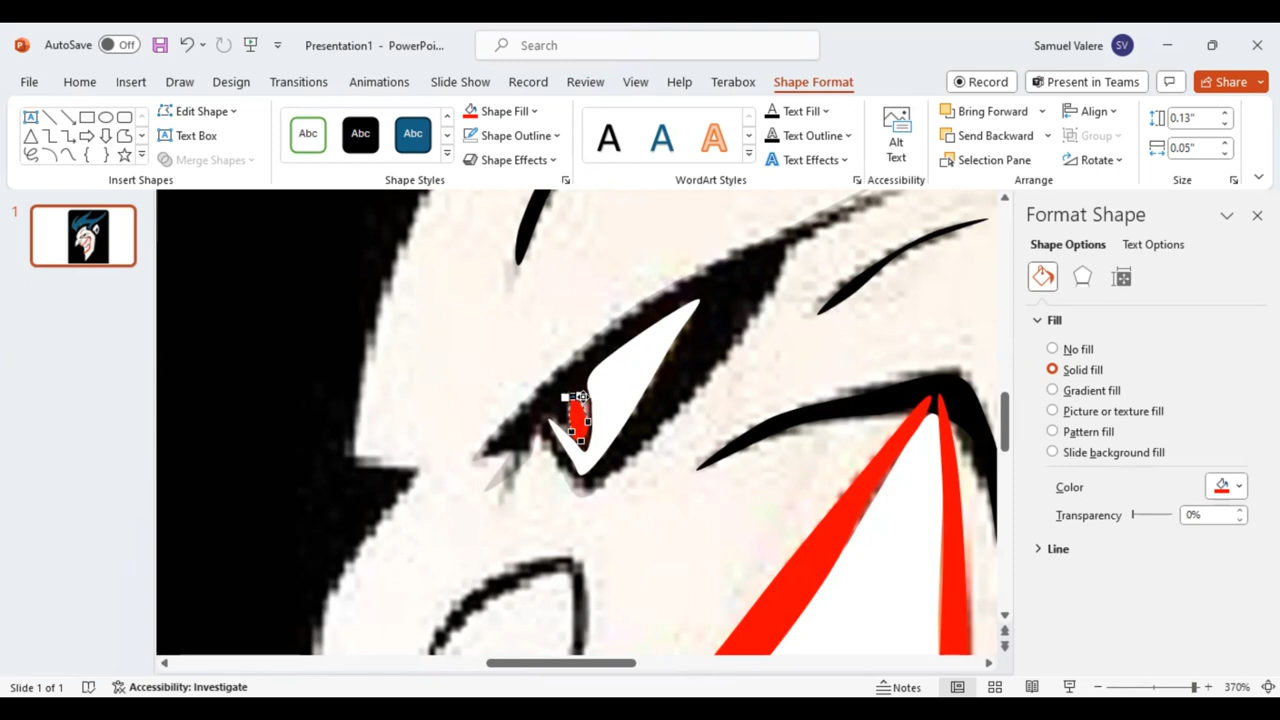 AutoSave Off Presentation1 - PowerPoi... Search Samuel Valere SV
File Home Insert Draw Design Transitions Animations Slide Show Record Review View Help Terabox Shape Format Record Present in Teams Share
Edit Shape
Text Box
Merge Shapes
Insert Shapes
Abc Abc Abc
Shape Fill
Shape Outline
Shape Effects
Shape Styles
A A A
Text Fill
Text Outline
Text Effects
WordArt Styles
Alt
Text
Accessibility
Bring Forward
Send Backward
Selection Pane
Align
Group
Rotate
Arrange
0.13"
0.05"
Size
1
Format Shape
Shape Options Text Options
Fill
No fill
Solid fill
Gradient fill
Picture or texture fill
Pattern fill
Slide background fill
Color
Transparency 0%
Line
Slide 1 of 1 Accessibility: Investigate Notes 370%